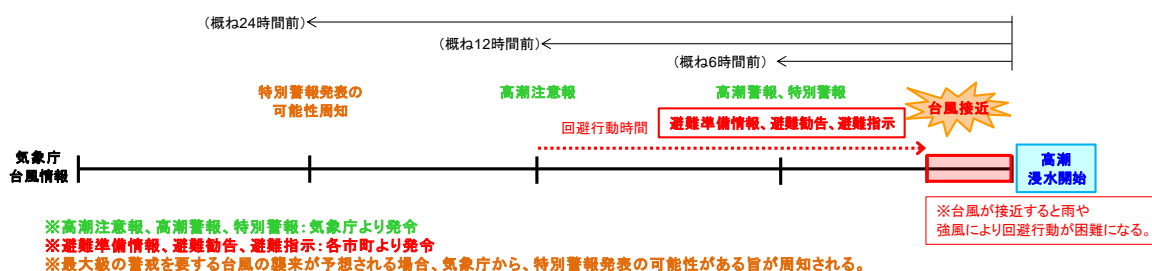 (概ね24時間前)
(概ね12時間前)
(概ね6時間前)
特別警報発表の
可能性周知
高潮注意報
高潮警報、特別警報
台風接近
回避行動時間
避難準備情報、避難勧告、避難指示
気象庁
台風情報
高潮
浸水開始
※台風が接近すると雨や
強風により回避行動が困難になる。
※高潮注意報、高潮警報、特別警報:気象庁より発令
※避難準備情報、避難勧告、避難指示:各市町より発令
※最大級の警戒を要する台風の襲来が予想される場合、気象庁から、特別警報発表の可能性がある旨が周知される。